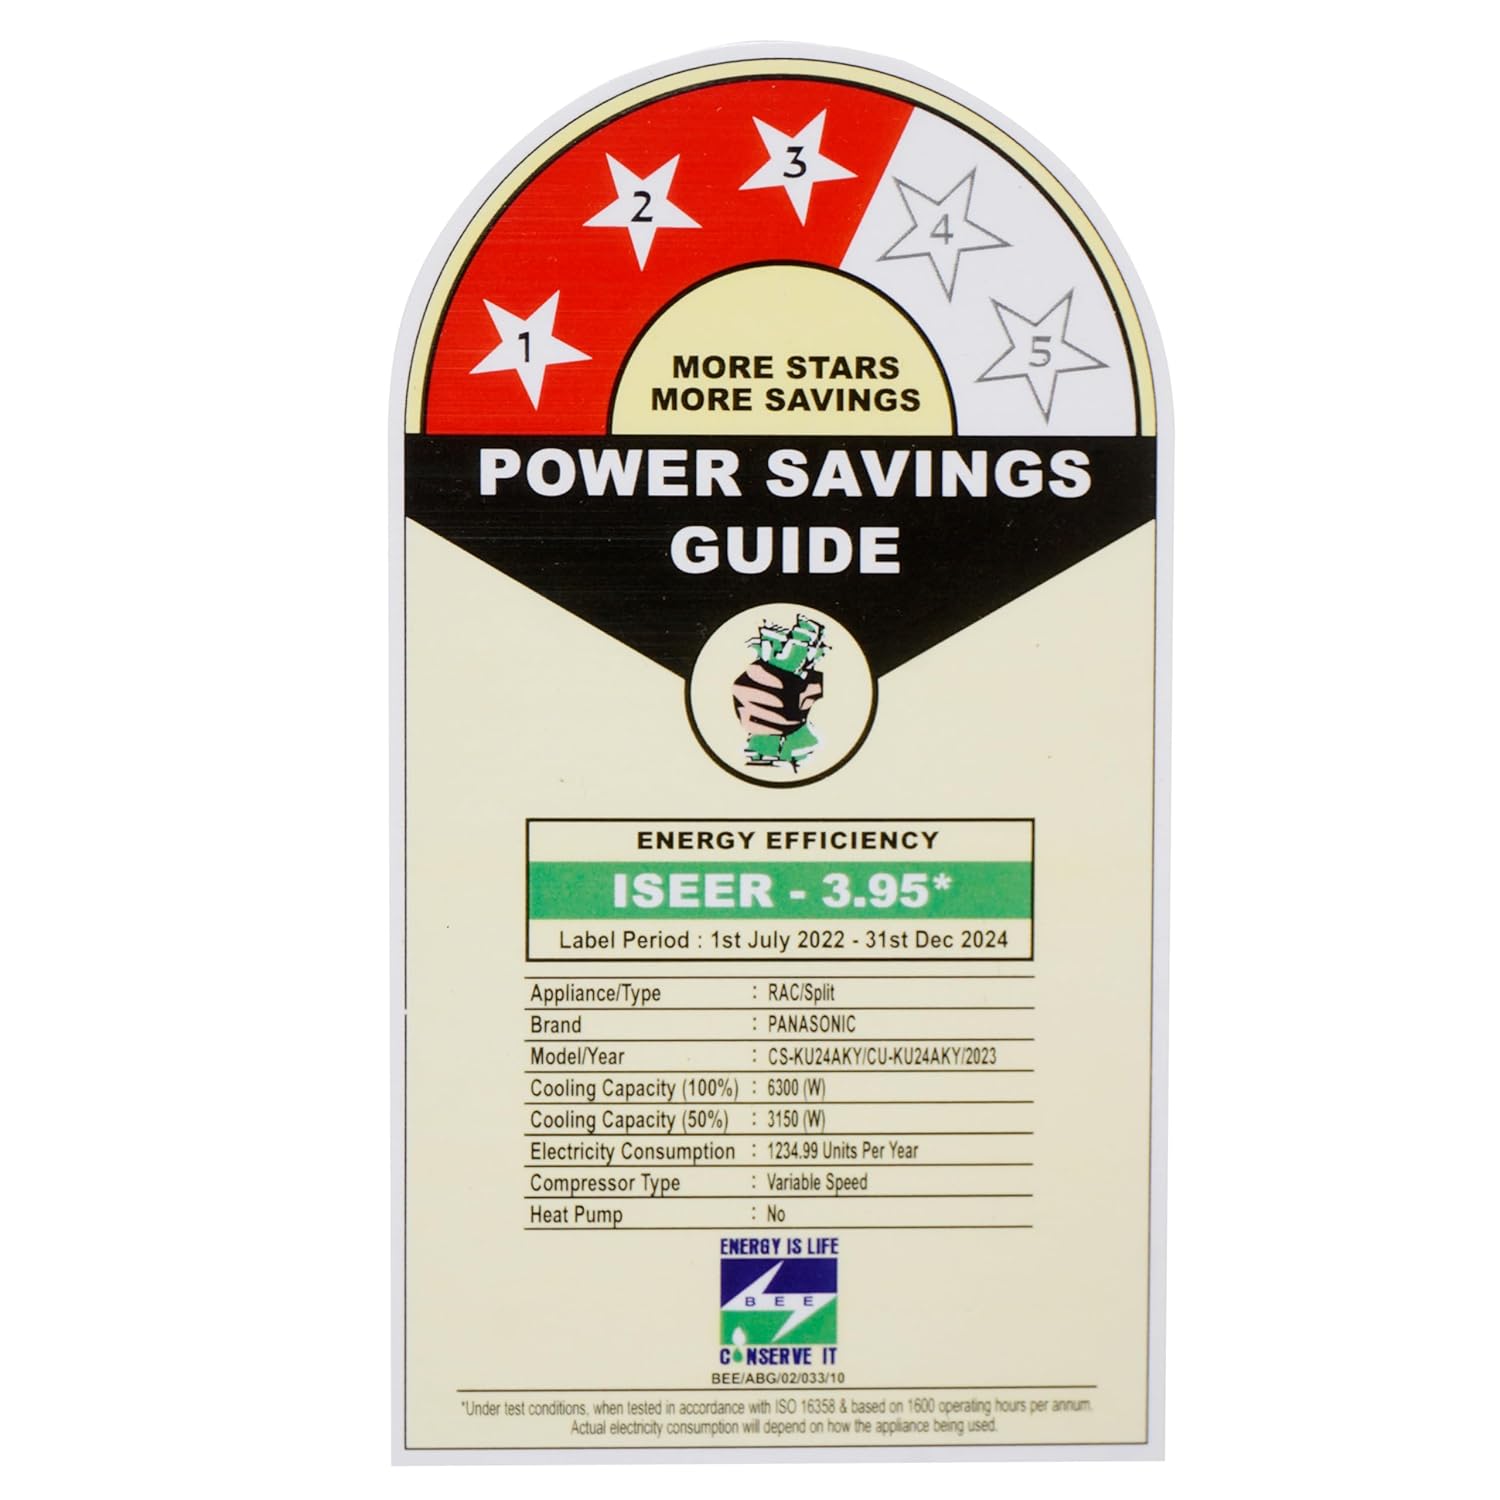 1
2
3
4
5
MORE STARS
MORE SAVINGS
POWER SAVINGS
GUIDE
ENERGY EFFICIENCY
ISEER - 3.95*
Label Period : 1st July 2022 - 31st Dec 2024
Appliance/Type : RAC/Split
Brand : PANASONIC
Model/Year : CS-KU24AKY/CU-KU24AKY/2023
Cooling Capacity (100%) : 6300 (W)
Cooling Capacity (50%) : 3150 (W)
Electricity Consumption : 1234.99 Units Per Year
Compressor Type : Variable Speed
Heat Pump : No
ENERGY IS LIFE
BEE
CONSERVE IT
BEE/ABG/02/033/10
*Under test conditions, when tested in accordance with ISO 16358 & based on 1600 operating hours per annum.
Actual electricity consumption will depend on how the appliance being used.